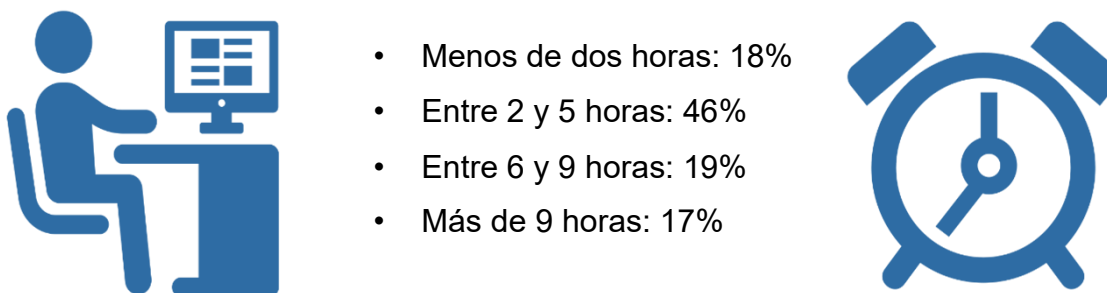 • Menos de dos horas: 18%
• Entre 2 y 5 horas: 46%
• Entre 6 y 9 horas: 19%
• Más de 9 horas: 17%